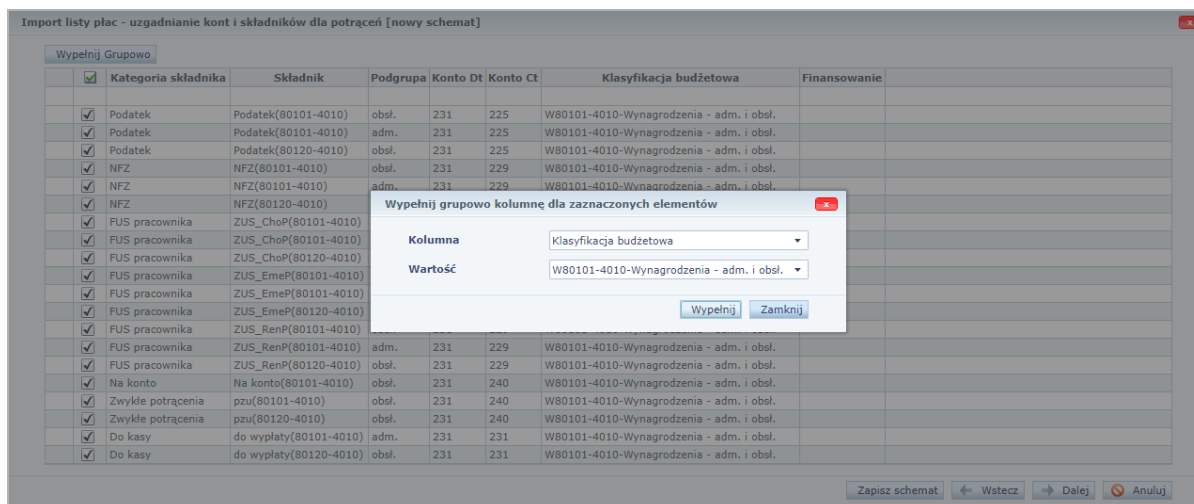 Import listy płac - uzgadnianie kont i składników dla potrąceń [nowy schemat]
x
Wypełnij Grupowo
Kategoria składnika Składnik Podgrupa Konto Dt Konto Ct Klasyfikacja budżetowa Finansowanie
Podatek Podatek(80101-4010) obsł. 231 225 W80101-4010-Wynagrodzenia - adm. i obsł.
Podatek Podatek(80101-4010) adm. 231 225 W80101-4010-Wynagrodzenia - adm. i obsł.
Podatek Podatek(80120-4010) obsł. 231 225 W80101-4010-Wynagrodzenia - adm. i obsł.
NFZ NFZ(80101-4010) obsł. 231 229 W80101-4010-Wynagrodzenia - adm. i obsł.
NFZ NFZ(80101-4010) adm. 231 229 W80101-4010-Wynagrodzenia - adm. i obsł.
NFZ NFZ(80120-4010)
FUS pracownika ZUS_ChoP(80101-4010)
FUS pracownika ZUS_ChoP(80101-4010)
FUS pracownika ZUS_ChoP(80120-4010)
FUS pracownika ZUS_EmeP(80101-4010)
FUS pracownika ZUS_EmeP(80101-4010)
FUS pracownika ZUS_EmeP(80120-4010)
FUS pracownika ZUS_RenP(80101-4010)
FUS pracownika ZUS_RenP(80101-4010) adm. 231 229 W80101-4010-Wynagrodzenia - adm. i obsł.
FUS pracownika ZUS_RenP(80120-4010) obsł. 231 229 W80101-4010-Wynagrodzenia - adm. i obsł.
Na konto Na konto(80101-4010) obsł. 231 240 W80101-4010-Wynagrodzenia - adm. i obsł.
Zwykłe potrącenia pzu(80101-4010) obsł. 231 240 W80101-4010-Wynagrodzenia - adm. i obsł.
Zwykłe potrącenia pzu(80120-4010) obsł. 231 240 W80101-4010-Wynagrodzenia - adm. i obsł.
Do kasy do wypłaty(80101-4010) adm. 231 231 W80101-4010-Wynagrodzenia - adm. i obsł.
Do kasy do wypłaty(80120-4010) obsł. 231 231 W80101-4010-Wynagrodzenia - adm. i obsł.
Wypełnij grupowo kolumnę dla zaznaczonych elementów
x
Kolumna Klasyfikacja budżetowa
Wartość W80101-4010-Wynagrodzenia - adm. i obsł.
Wypełnij Zamknij
Zapisz schemat Wstecz Dalej Anuluj